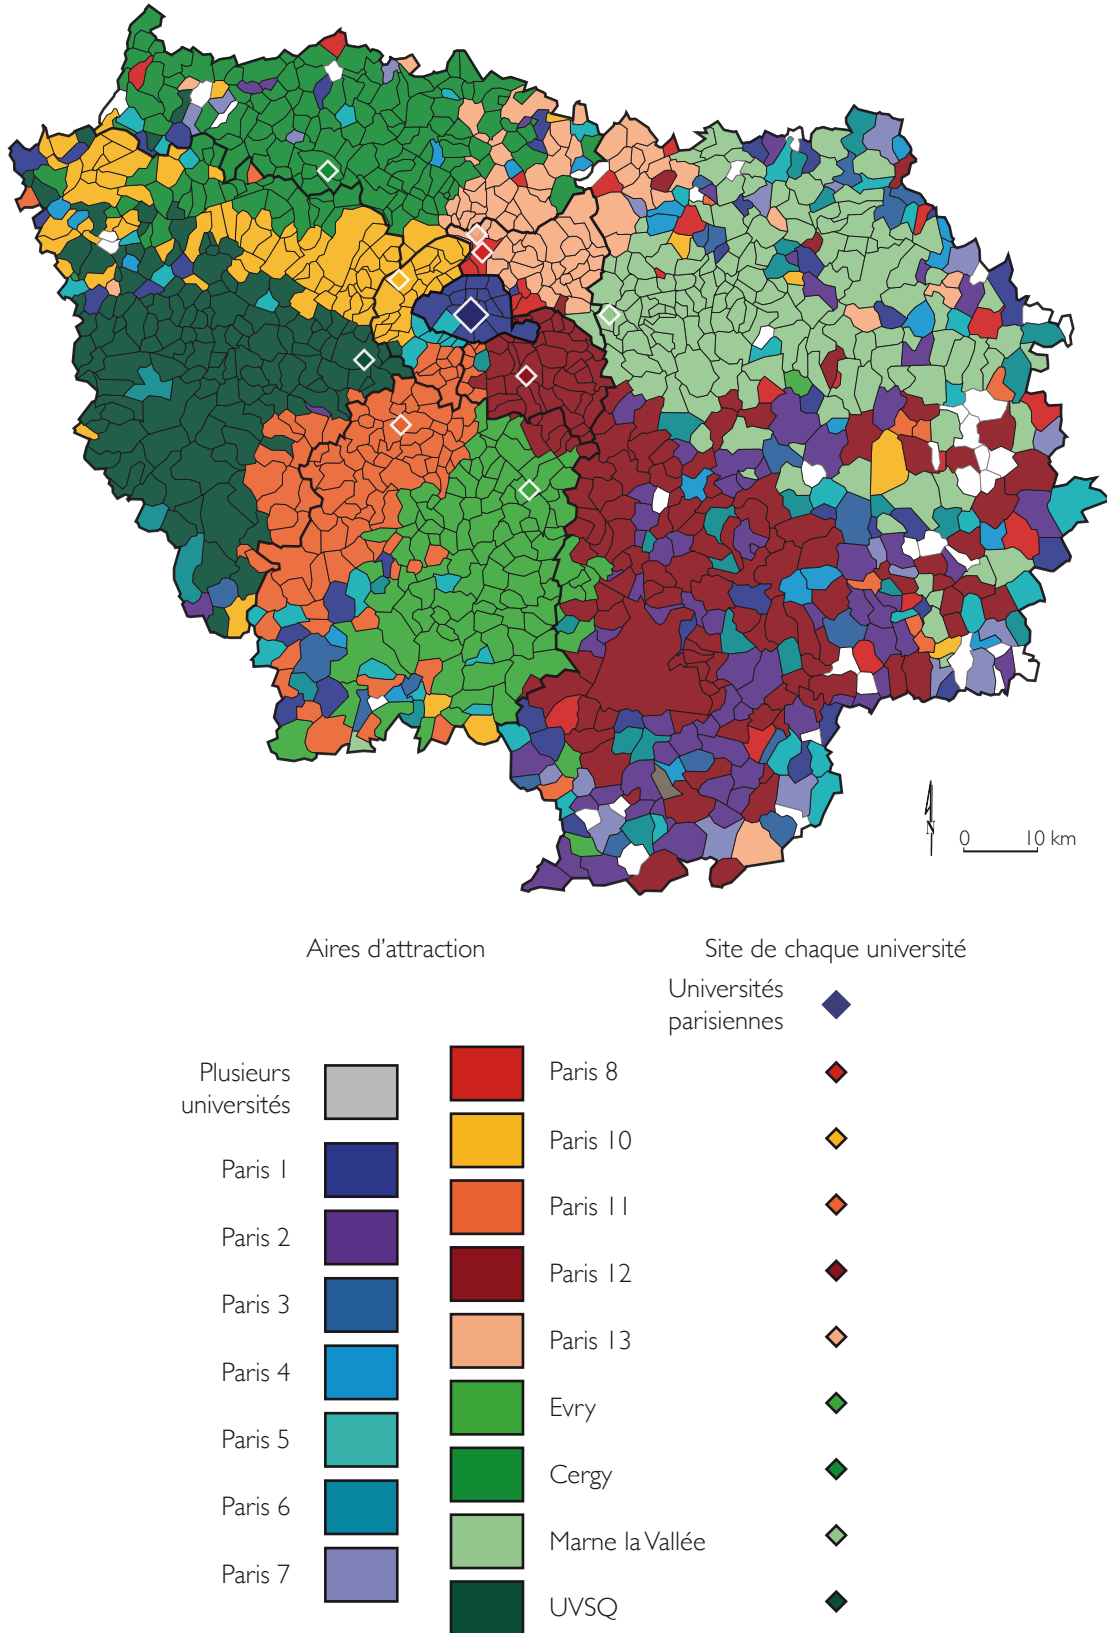 N
0 10 km
Aires d'attraction
Site de chaque université
Universités
parisiennes
Plusieurs
universités
Paris 1
Paris 2
Paris 3
Paris 4
Paris 5
Paris 6
Paris 7
Paris 8
Paris 10
Paris 11
Paris 12
Paris 13
Evry
Cergy
Marne la Vallée
UVSQ